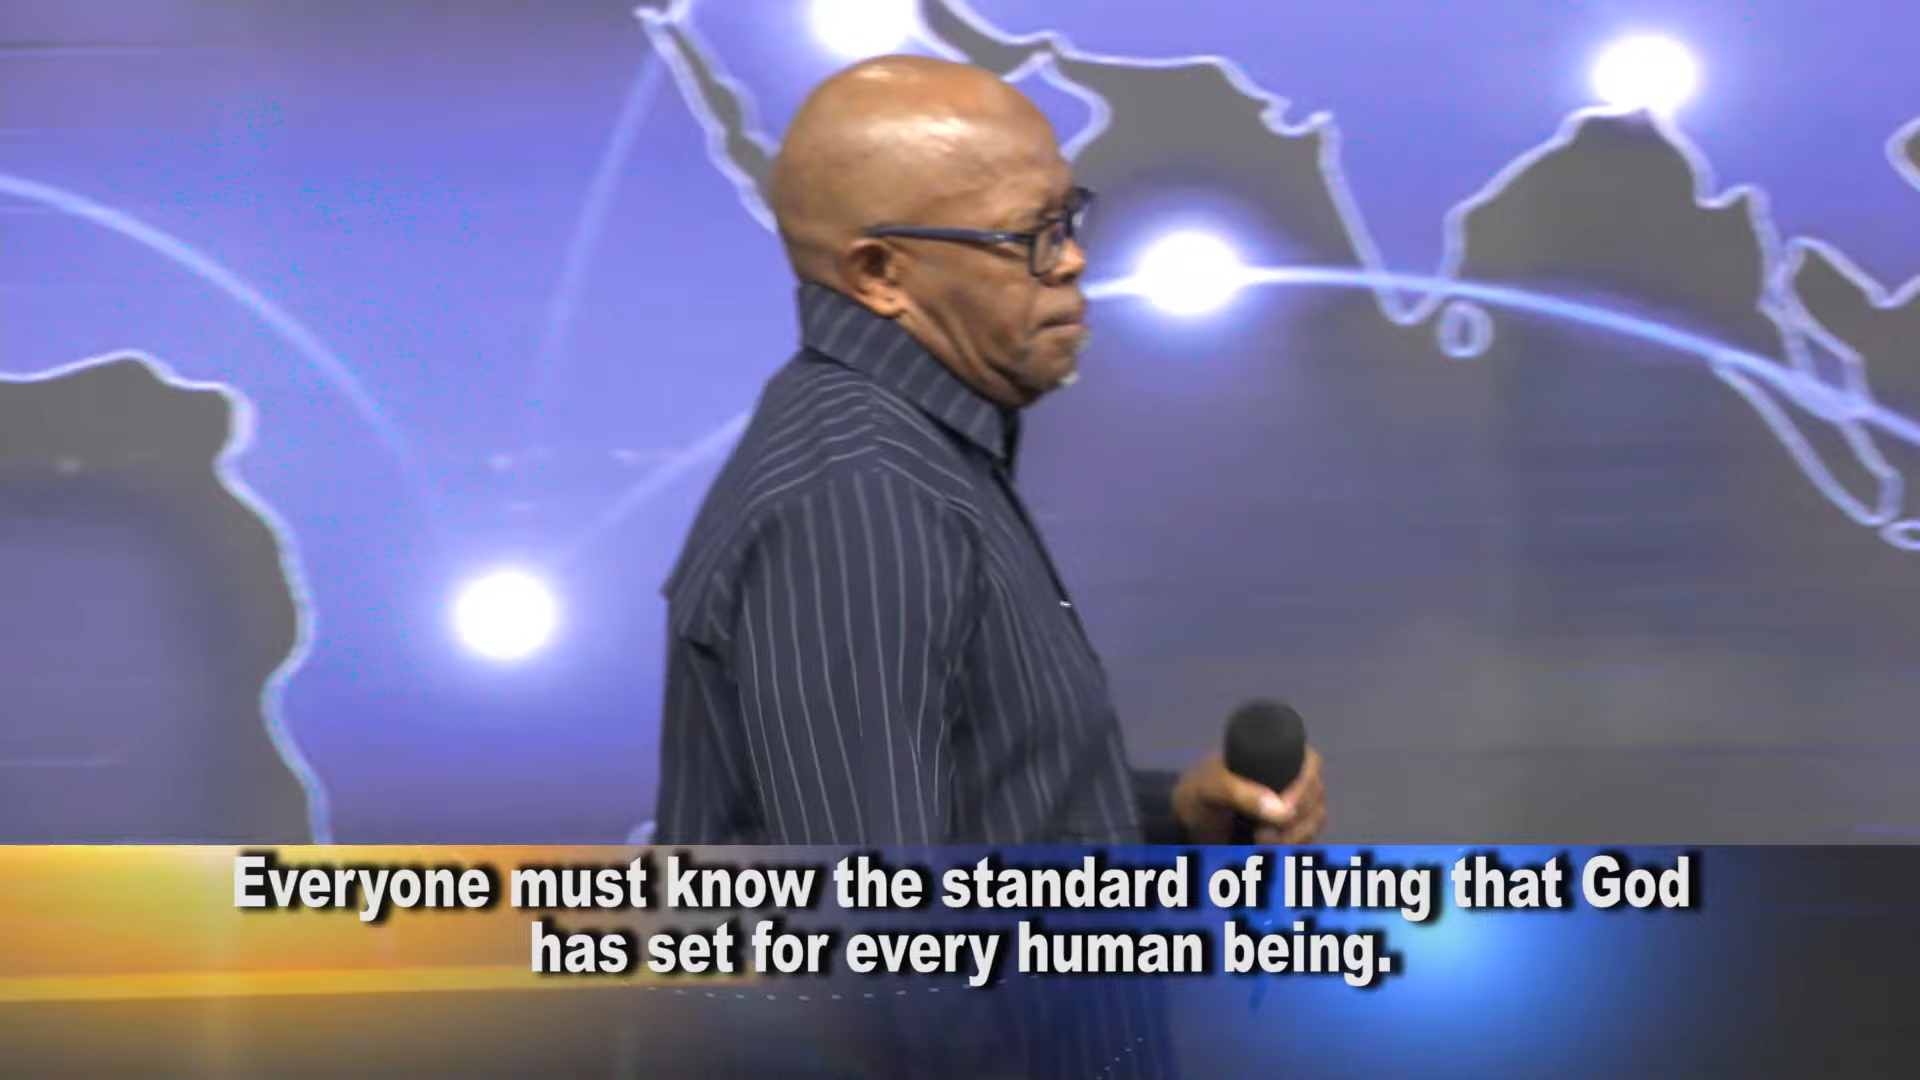 Everyone must know the standard of living that God
has set for every human being.